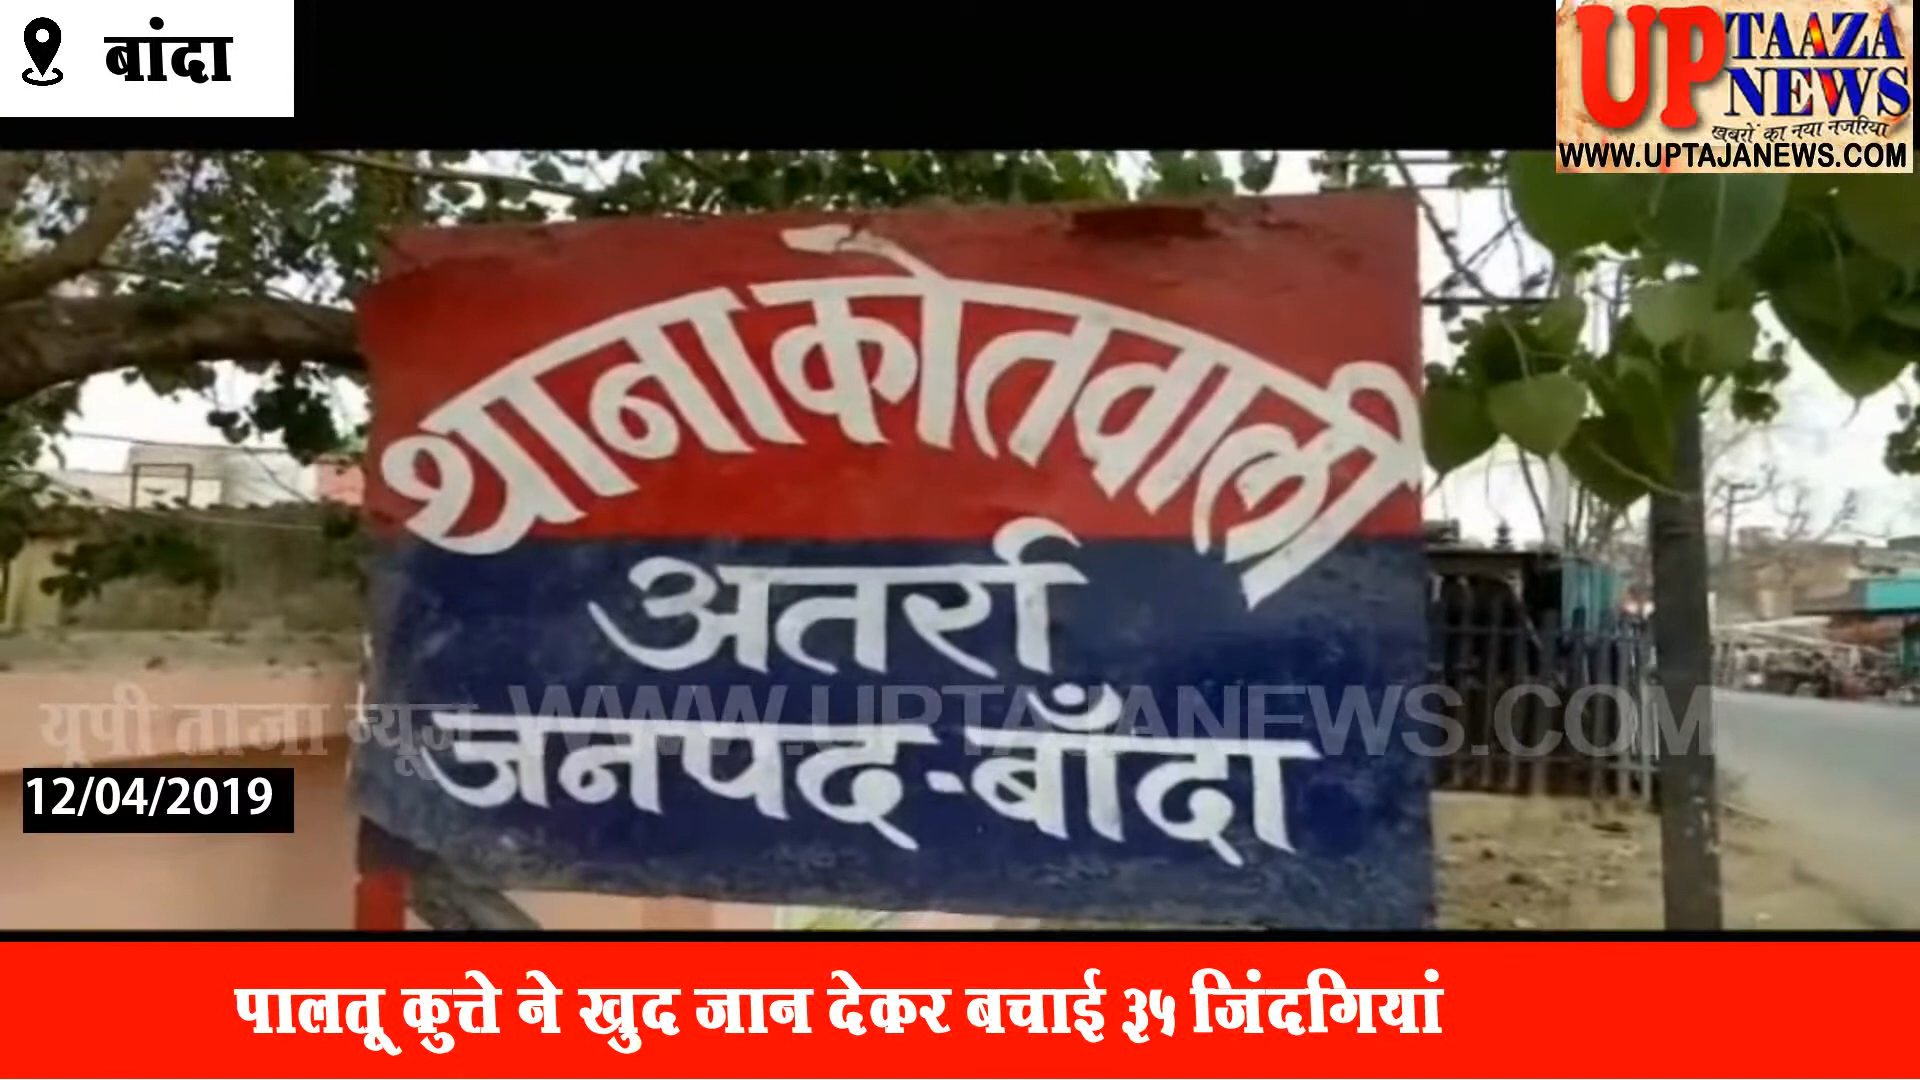 बांदा
UP TAAZA
NEWS
खबरों का नया नजरिया
WWW.UPTAJANEWS.COM
थाना कोतवाली
अतर्रा
जनपद-बाँदा
यूपी ताजा न्यूज WWW.UPTAJANEWS.COM
12/04/2019
पालतू कुत्ते ने खुद जान देकर बचाई ३५ जिंदगियां